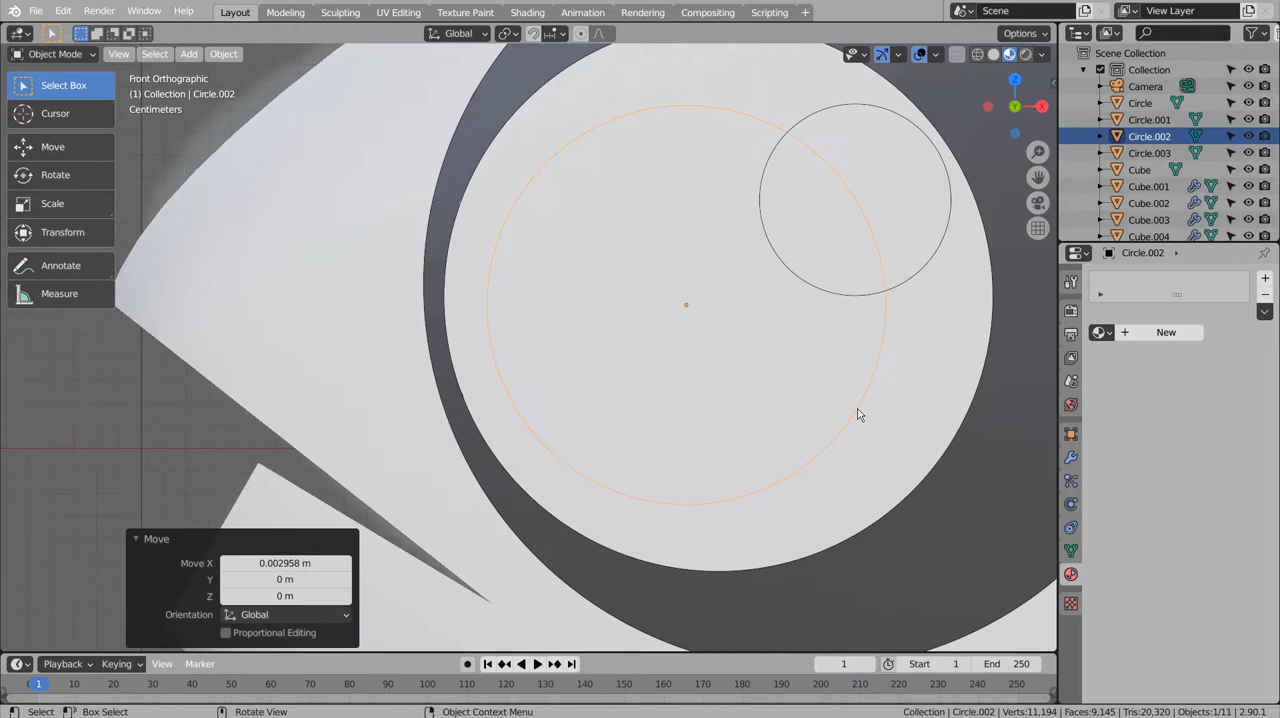 File Edit Render Window Help Layout Modeling Sculpting UV Editing Texture Paint Shading Animation Rendering Compositing Scripting + Scene View Layer
Global Options
Object Mode View Select Add Object
Select Box
Cursor
Move
Rotate
Scale
Transform
Annotate
Measure
Front Orthographic
(1) Collection | Circle.002
Centimeters
Z
Y
X
Scene Collection
Collection
Camera
Circle
Circle.001
Circle.002
Circle.003
Cube
Cube.001
Cube.002
Cube.003
Cube.004
Circle.002
New
Move
Move X 0.002958 m
Y 0 m
Z 0 m
Orientation Global
Proportional Editing
Playback Keying View Marker 1 Start 1 End 250
1 10 20 30 40 50 60 70 80 90 100 110 120 130 140 150 160 170 180 190 200 210 220 230 240 250
Select Box Select Rotate View Object Context Menu Collection | Circle.002 | Verts:11,194 | Faces:9,145 | Tris:20,320 | Objects:1/11 | 2.90.1